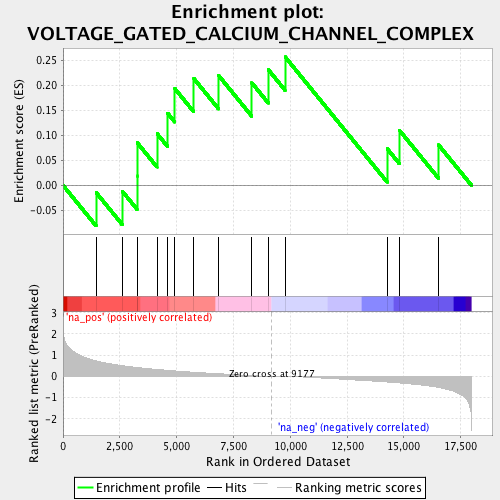 Enrichment plot:
VOLTAGE_GATED_CALCIUM_CHANNEL_COMPLEX
Enrichment score (ES)
0.25
0.20
0.15
0.10
0.05
0.00
-0.05
Ranked list metric (PreRanked)
3
2
1
0
-1
-2
'na_pos' (positively correlated)
Zero cross at 9177
'na_neg' (negatively correlated)
0
2,500
5,000
7,500
10,000
12,500
15,000
17,500
Rank in Ordered Dataset
Enrichment profile
Hits
Ranking metric scores